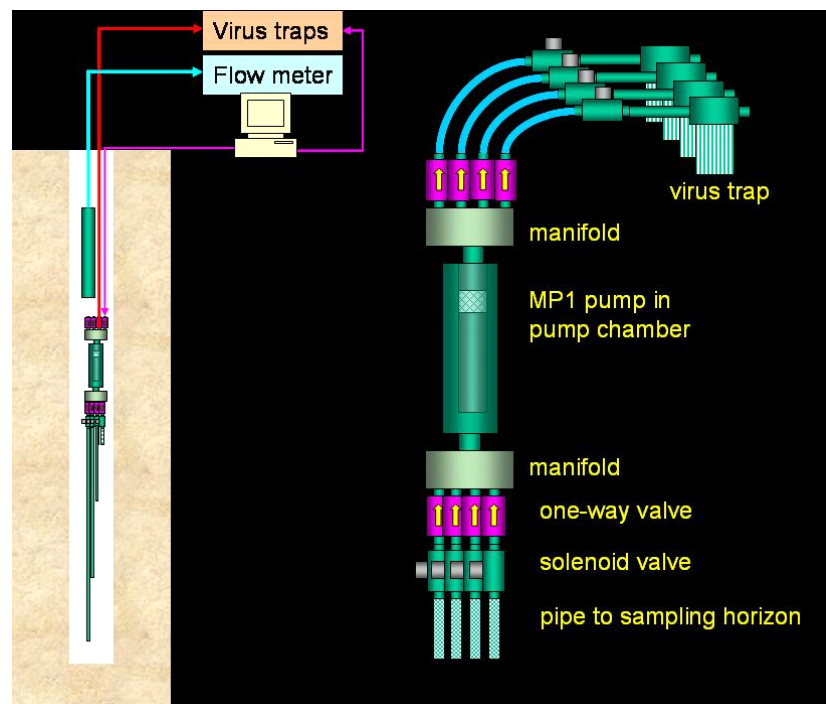 Virus traps
Flow meter
virus trap
manifold
MP1 pump in
pump chamber
manifold
one-way valve
solenoid valve
pipe to sampling horizon